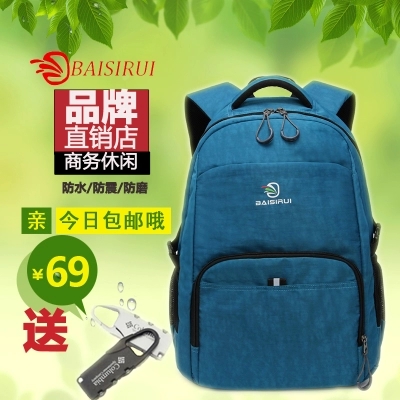 BAISIRUI
品牌
直销店
商务休闲
防水/防震/防磨
亲 今日包邮哦
¥69
送
BAISIRUI
Columbia